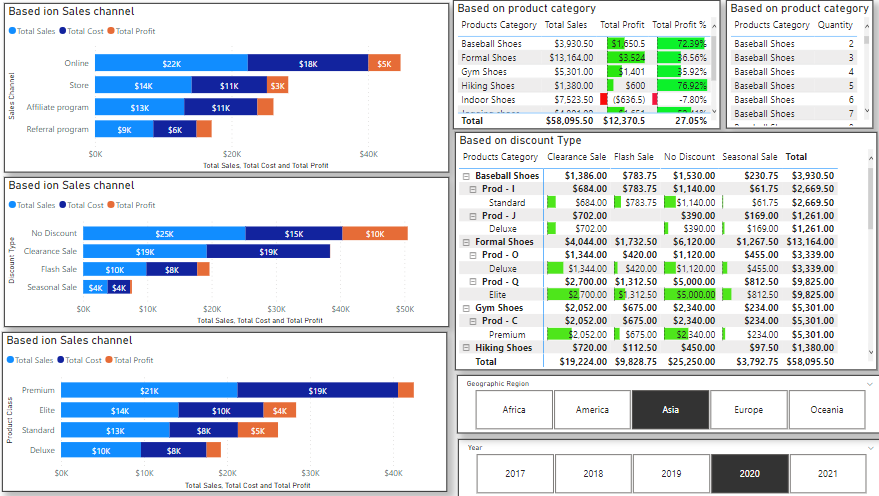 Based ion Sales channel
Total Sales Total Cost Total Profit
Sales Channel
Online $22K $18K $5K
Store $14K $11K $3K
Affiliate program $13K $11K
Referral program $9K $6K
$0K $20K $40K
Total Sales, Total Cost and Total Profit
Based ion Sales channel
Total Sales Total Cost Total Profit
Discount Type
No Discount $25K $15K $10K
Clearance Sale $19K $19K
Flash Sale $10K $8K
Seasonal Sale $4K $4K
$0K $10K $20K $30K $40K $50K
Total Sales, Total Cost and Total Profit
Based ion Sales channel
Total Sales Total Cost Total Profit
Product Class
Premium $21K $19K
Elite $14K $10K $4K
Standard $13K $8K $5K
Deluxe $10K $8K
$0K $10K $20K $30K $40K
Total Sales, Total Cost and Total Profit
Based on product category
Products Category Total Sales Total Profit Total Profit %
Baseball Shoes $3,930.50 $1,650.5 72.39%
Formal Shoes $13,164.00 $3,524 36.56%
Gym Shoes $5,301.00 $1,401 35.92%
Hiking Shoes $1,380.00 $600 76.92%
Indoor Shoes $7,523.50 ($636.5) -7.80%
Total $58,095.50 $12,370.5 27.05%
Based on product category
Products Category Quantity
Baseball Shoes 2
Baseball Shoes 3
Baseball Shoes 4
Baseball Shoes 5
Baseball Shoes 6
Baseball Shoes 7
Based on discount Type
Products Category Clearance Sale Flash Sale No Discount Seasonal Sale Total
Baseball Shoes $1,386.00 $783.75 $1,530.00 $230.75 $3,930.50
Prod - I $684.00 $783.75 $1,140.00 $61.75 $2,669.50
Standard $684.00 $783.75 $1,140.00 $61.75 $2,669.50
Prod - J $702.00 $390.00 $169.00 $1,261.00
Deluxe $702.00 $390.00 $169.00 $1,261.00
Formal Shoes $4,044.00 $1,732.50 $6,120.00 $1,267.50 $13,164.00
Prod - O $1,344.00 $420.00 $1,120.00 $455.00 $3,339.00
Deluxe $1,344.00 $420.00 $1,120.00 $455.00 $3,339.00
Prod - Q $2,700.00 $1,312.50 $5,000.00 $812.50 $9,825.00
Elite $2,700.00 $1,312.50 $5,000.00 $812.50 $9,825.00
Gym Shoes $2,052.00 $675.00 $2,340.00 $234.00 $5,301.00
Prod - C $2,052.00 $675.00 $2,340.00 $234.00 $5,301.00
Premium $2,052.00 $675.00 $2,340.00 $234.00 $5,301.00
Hiking Shoes $720.00 $112.50 $450.00 $97.50 $1,380.00
Total $19,224.00 $9,828.75 $25,250.00 $3,792.75 $58,095.50
Geographic Region
Africa America Asia Europe Oceania
Year
2017 2018 2019 2020 2021